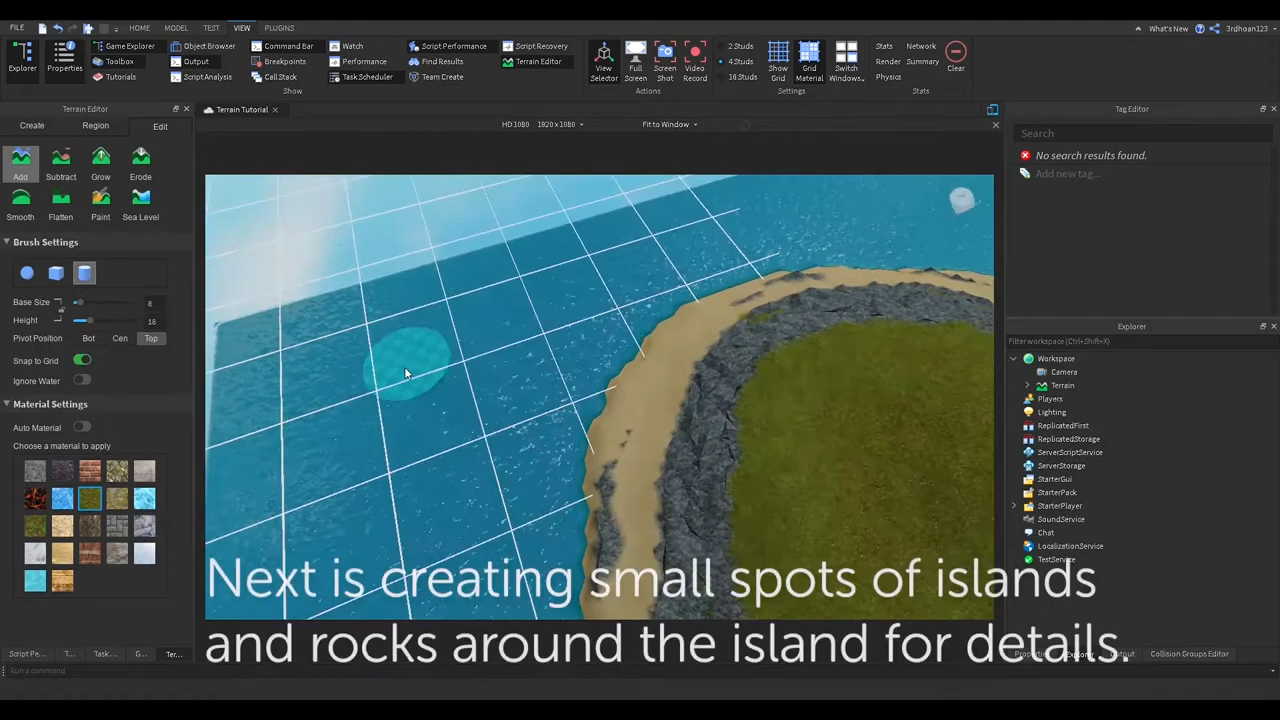 FILE HOME MODEL TEST VIEW PLUGINS What's New 3rdhoan123
Explorer Properties Game Explorer Object Browser Command Bar Watch Script Performance Script Recovery View Selector Full Screen Screen Shot Video Record 2 Studs Show Grid Grid Material Switch Windows... Stats Network Clear
Toolbox Output Breakpoints Performance Find Results Terrain Editor 4 Studs Render Summary
Tutorials Script Analysis Call Stack Task Scheduler Team Create 16 Studs Physics
Show Actions Settings Stats
Terrain Editor Terrain Tutorial Tag Editor
Create Region Edit HD 1080 1920 x 1080 Fit to Window
Search
No search results found.
Add new tag...
Add Subtract Grow Erode
Smooth Flatten Paint Sea Level
Brush Settings
Base Size 8
Height 18
Pivot Position Bot Cen Top
Snap to Grid
Ignore Water
Material Settings
Auto Material
Choose a material to apply
Explorer
Filter workspace (Ctrl+Shift+X)
Workspace
Camera
Terrain
Players
Lighting
ReplicatedFirst
ReplicatedStorage
ServerScriptService
ServerStorage
StarterGui
StarterPack
StarterPlayer
SoundService
Chat
LocalizationService
TestService
Next is creating small spots of islands
and rocks around the island for details.
Script Pe... T... Task... G... Ter... Explorer Output Collision Groups Editor
Run a command